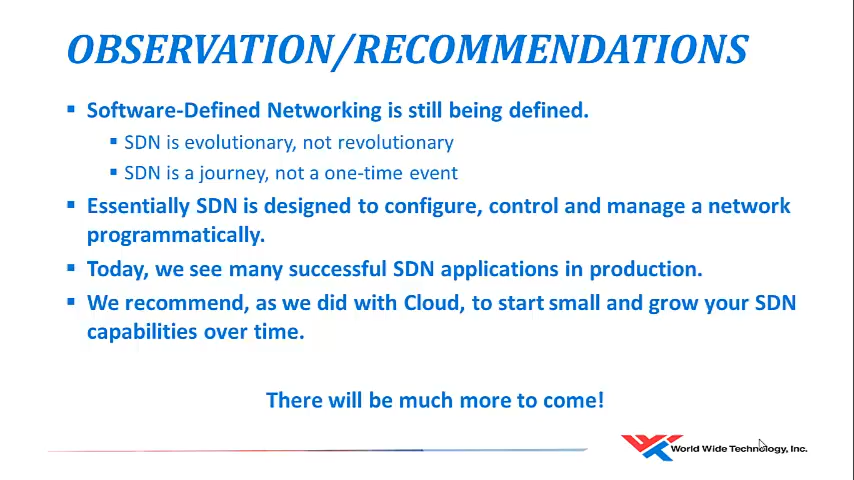 OBSERVATION/RECOMMENDATIONS
Software-Defined Networking is still being defined.
SDN is evolutionary, not revolutionary
SDN is a journey, not a one-time event
Essentially SDN is designed to configure, control and manage a network
programmatically.
Today, we see many successful SDN applications in production.
We recommend, as we did with Cloud, to start small and grow your SDN
capabilities over time.
There will be much more to come!
World Wide Technology, Inc.